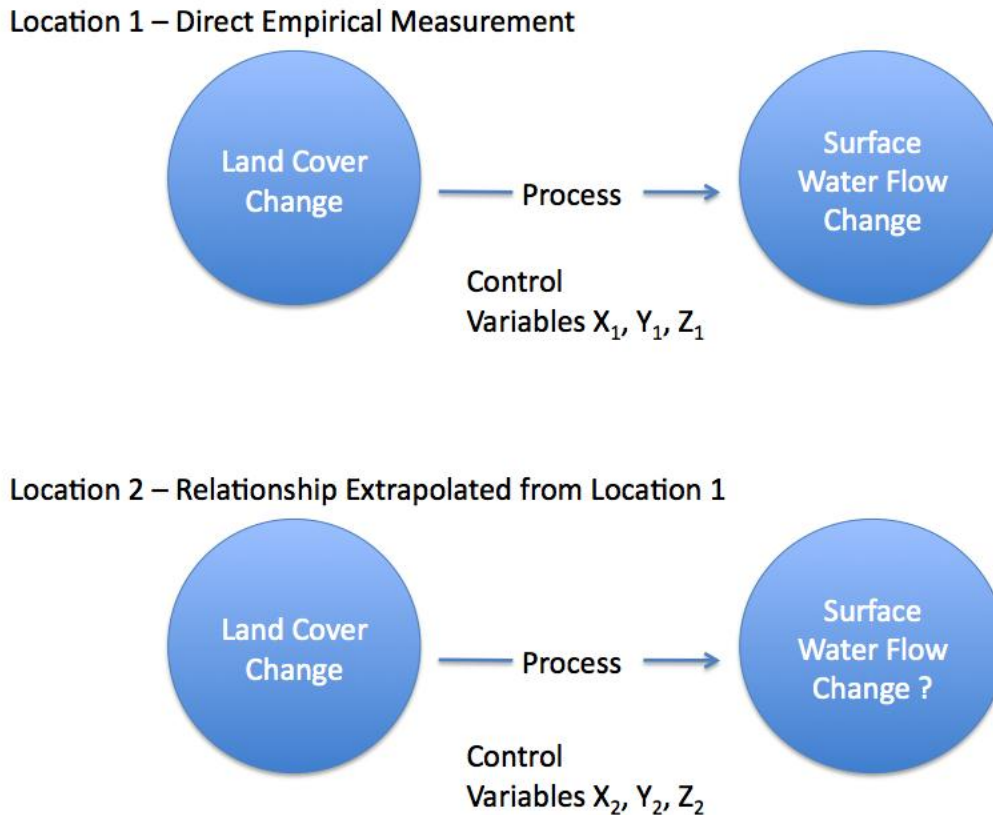 Location 1 – Direct Empirical Measurement
Land Cover
Change
Process
Surface
Water Flow
Change
Control
Variables X₁, Y₁, Z₁
Location 2 – Relationship Extrapolated from Location 1
Land Cover
Change
Process
Surface
Water Flow
Change ?
Control
Variables X₂, Y₂, Z₂